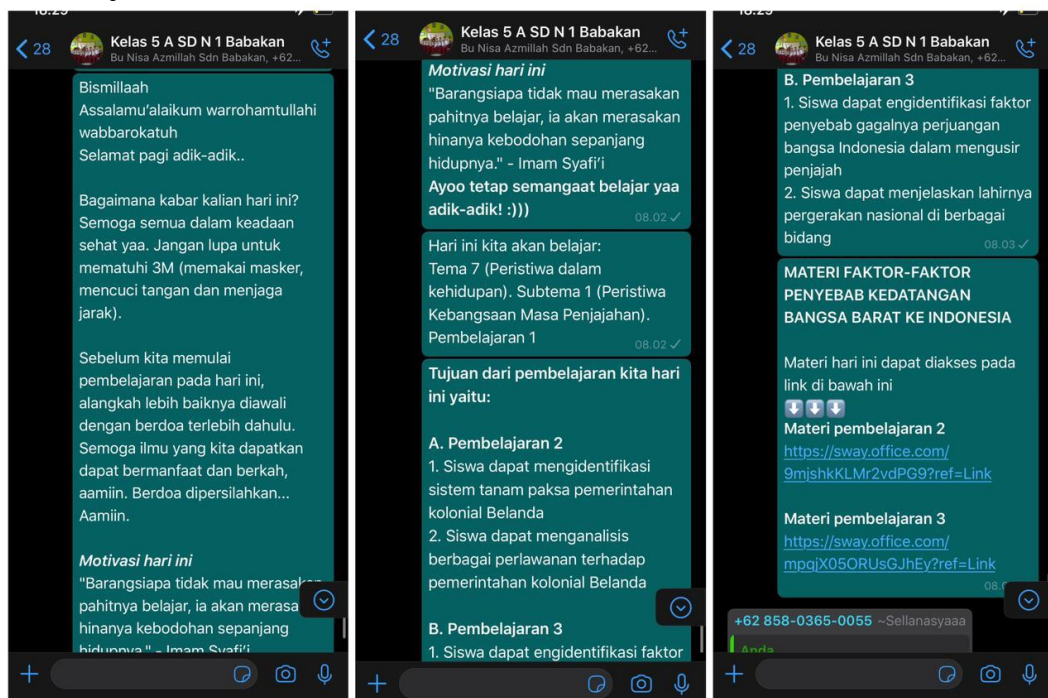 28
Kelas 5 A SD N 1 Babakan
Bu Nisa Azmillah Sdn Babakan, +62...
Bismillaah
Assalamu'alaikum warrohamtullahi
wabbarokatuh
Selamat pagi adik-adik..
Bagaimana kabar kalian hari ini?
Semoga semua dalam keadaan
sehat yaa. Jangan lupa untuk
mematuhi 3M (memakai masker,
mencuci tangan dan menjaga
jarak).
Sebelum kita memulai
pembelajaran pada hari ini,
alangkah lebih baiknya diawali
dengan berdoa terlebih dahulu.
Semoga ilmu yang kita dapatkan
dapat bermanfaat dan berkah,
aamiin. Berdoa dipersilahkan...
Aamiin.
Motivasi hari ini
"Barangsiapa tidak mau merasakan
pahitnya belajar, ia akan merasa
hinanya kebodohan sepanjang
hidupnya." - Imam Syafi'i
28
Kelas 5 A SD N 1 Babakan
Bu Nisa Azmillah Sdn Babakan, +62...
Motivasi hari ini
"Barangsiapa tidak mau merasakan
pahitnya belajar, ia akan merasakan
hinanya kebodohan sepanjang
hidupnya." - Imam Syafi'i
Ayoo tetap semangaat belajar yaa
adik-adik! :)))
08.02
Hari ini kita akan belajar:
Tema 7 (Peristiwa dalam
kehidupan). Subtema 1 (Peristiwa
Kebangsaan Masa Penjajahan).
Pembelajaran 1
08.02
Tujuan dari pembelajaran kita hari
ini yaitu:
A. Pembelajaran 2
1. Siswa dapat mengidentifikasi
sistem tanam paksa pemerintahan
kolonial Belanda
2. Siswa dapat menganalisis
berbagai perlawanan terhadap
pemerintahan kolonial Belanda
B. Pembelajaran 3
1. Siswa dapat engidentifikasi faktor
28
Kelas 5 A SD N 1 Babakan
Bu Nisa Azmillah Sdn Babakan, +62...
B. Pembelajaran 3
1. Siswa dapat engidentifikasi faktor
penyebab gagalnya perjuangan
bangsa Indonesia dalam mengusir
penjajah
2. Siswa dapat menjelaskan lahirnya
pergerakan nasional di berbagai
bidang
08.03
MATERI FAKTOR-FAKTOR
PENYEBAB KEDATANGAN
BANGSA BARAT KE INDONESIA
Materi hari ini dapat diakses pada
link di bawah ini
Materi pembelajaran 2
https://sway.office.com/
9mjshkKLMr2vdPG9?ref=Link
Materi pembelajaran 3
https://sway.office.com/
mpqjX05ORUsGJhEy?ref=Link
+62 858-0365-0055 ~Sellanasyaaa
Anda